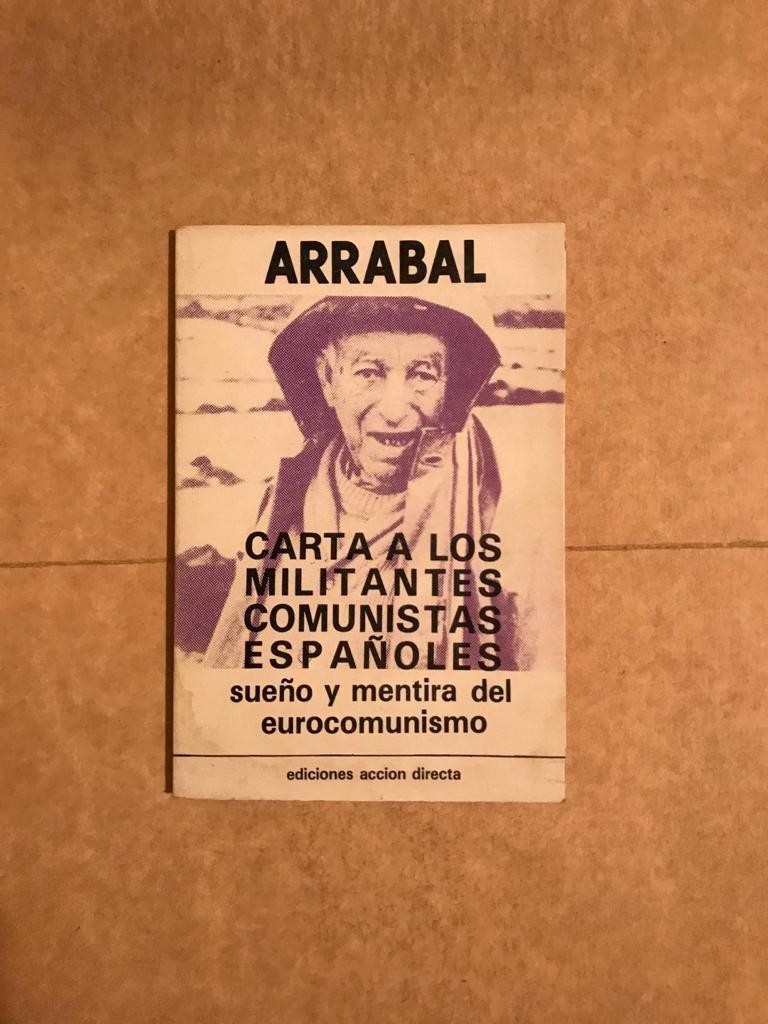 ARRABAL
CARTA A LOS
MILITANTES
COMUNISTAS
ESPAÑOLES
sueño y mentira del
eurocomunismo
ediciones accion directa